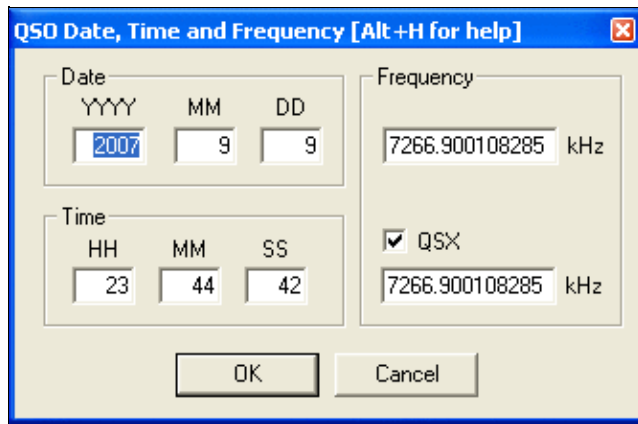 QSO Date, Time and Frequency [Alt+H for help]
Date
YYYY MM DD
2007 9 9
Time
HH MM SS
23 44 42
Frequency
7266.900108285 kHz
QSX
7266.900108285 kHz
OK Cancel